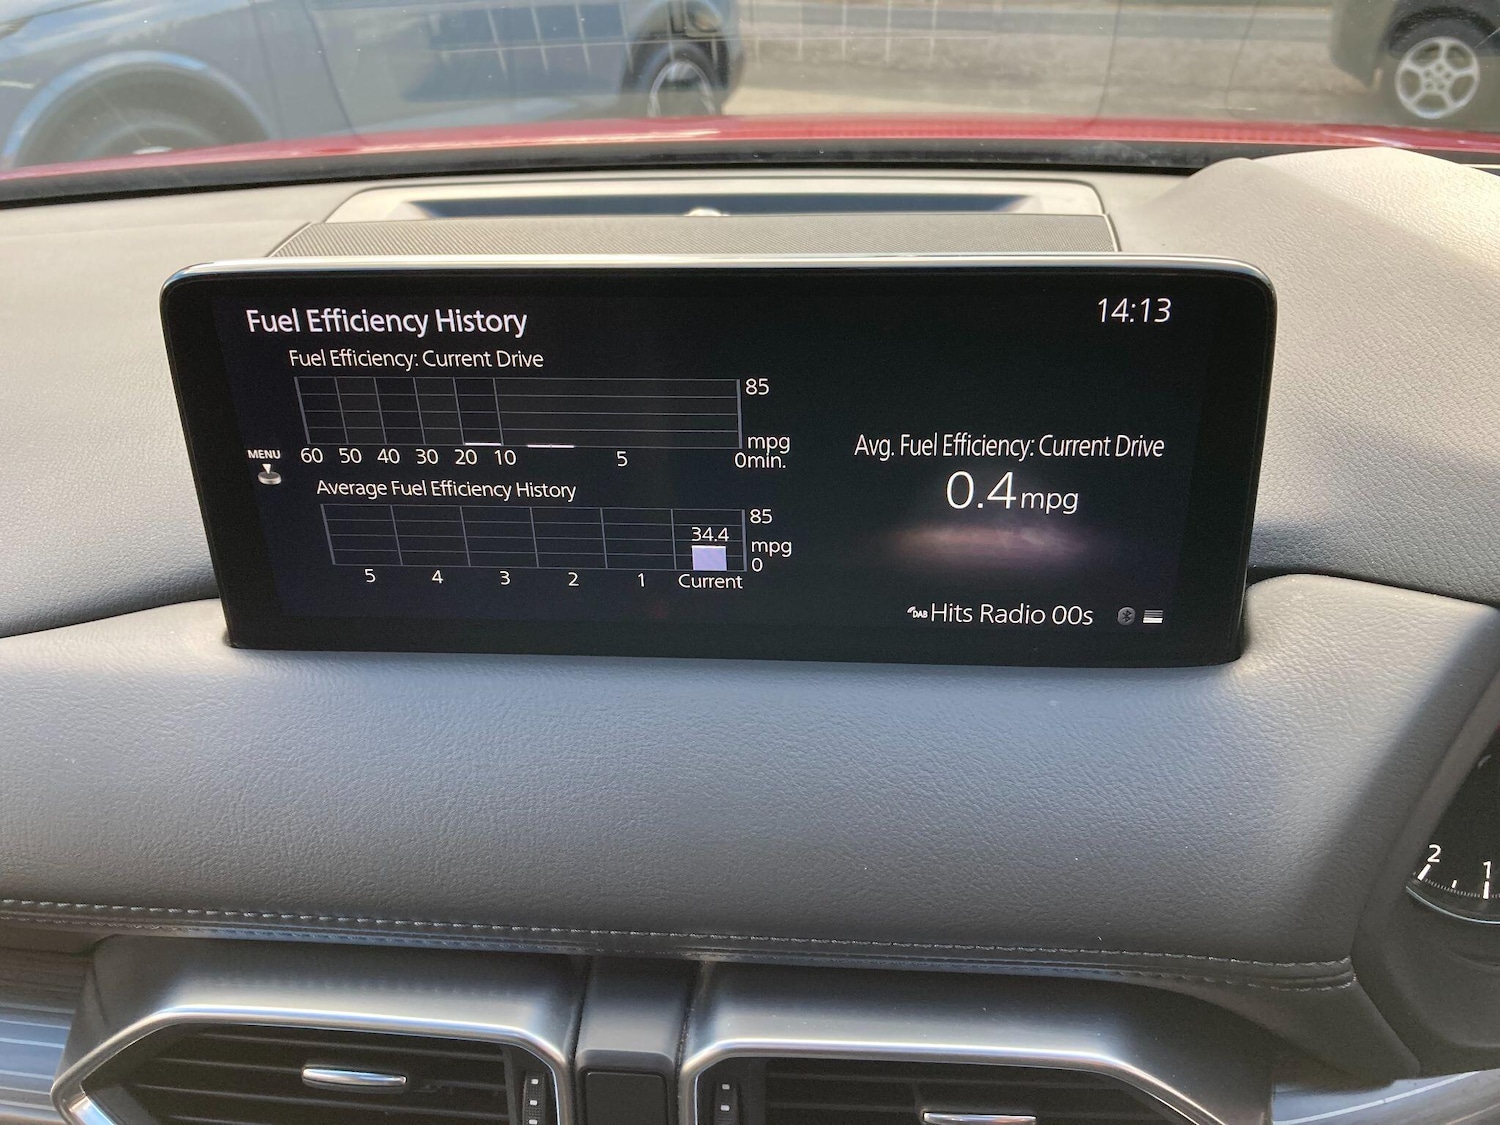 Fuel Efficiency History
14:13
Fuel Efficiency: Current Drive
85
mpg
60 50 40 30 20 10 5 0min.
MENU
Average Fuel Efficiency History
85
34.4
mpg
0
5 4 3 2 1 Current
Avg. Fuel Efficiency: Current Drive
0.4mpg
DAB Hits Radio 00s
2 1